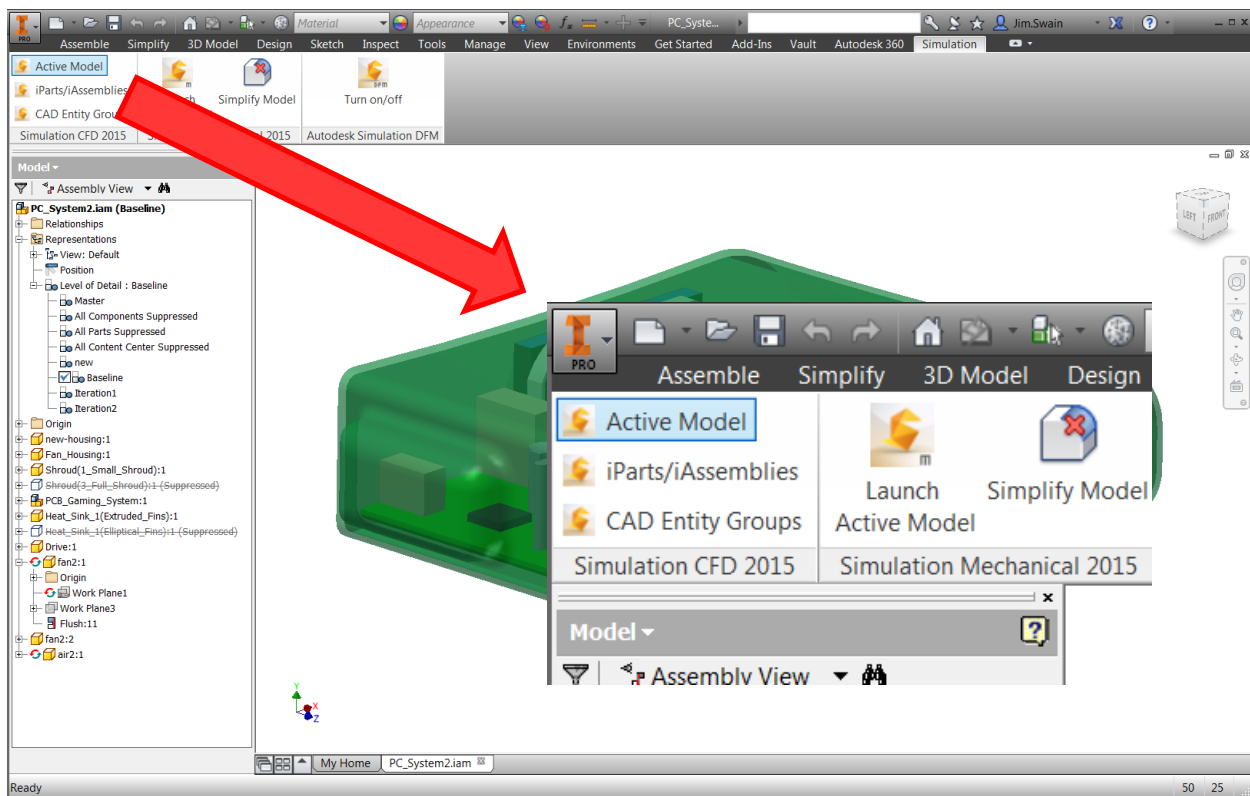 PRO
Material
Appearance
PC_Syste...
Jim.Swain
Assemble Simplify 3D Model Design Sketch Inspect Tools Manage View Environments Get Started Add-Ins Vault Autodesk 360 Simulation
Active Model
iParts/iAssemblies
CAD Entity
Simplify Model
DFM
Turn on/off
Simulation CFD 2015
2015
Autodesk Simulation DFM
Model
Assembly View
PC_System2.iam (Baseline)
Relationships
Representations
View: Default
Position
Level of Detail : Baseline
Master
All Components Suppressed
All Parts Suppressed
All Content Center Suppressed
new
Baseline
Iteration1
Iteration2
Origin
new-housing:1
Fan_Housing:1
Shroud(1_Small_Shroud):1
Shroud(3_Full_Shroud):1 (Suppressed)
PCB_Gaming_System:1
Heat_Sink_1(Extruded_Fins):1
Heat_Sink_1(Elliptical_Fins):1 (Suppressed)
Drive:1
fan2:1
Origin
Work Plane1
Work Plane3
Flush:11
fan2:2
air2:1
LEFT FRONT
PRO
Assemble Simplify 3D Model Design
Active Model
iParts/iAssemblies
CAD Entity Groups
m
Launch
Active Model
Simplify Model
Simulation CFD 2015
Simulation Mechanical 2015
Model
Assembly View
Y
X
Z
My Home
PC_System2.iam
Ready
50 25